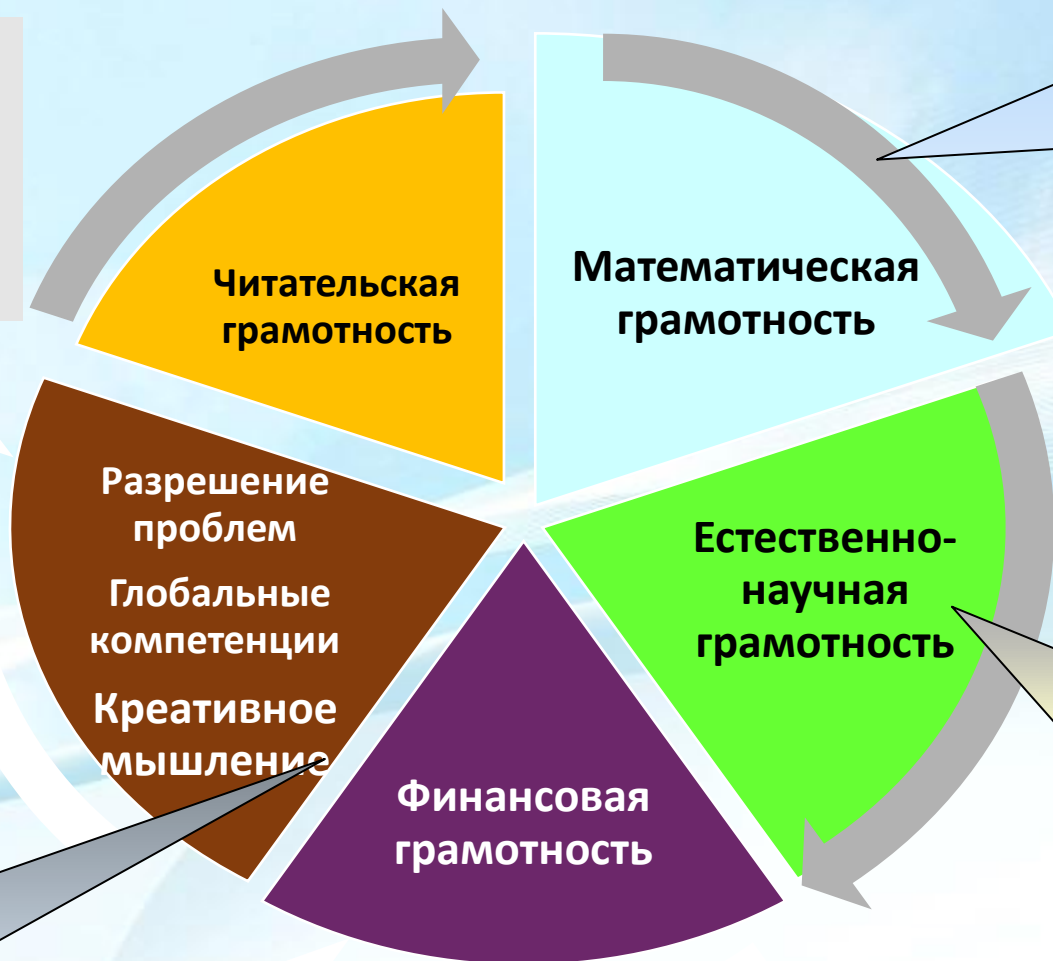 Читательская
грамотность
Математическая
грамотность
Разрешение
проблем
Глобальные
компетенции
Креативное
мышление
Естественно-
научная
грамотность
Финансовая
грамотность